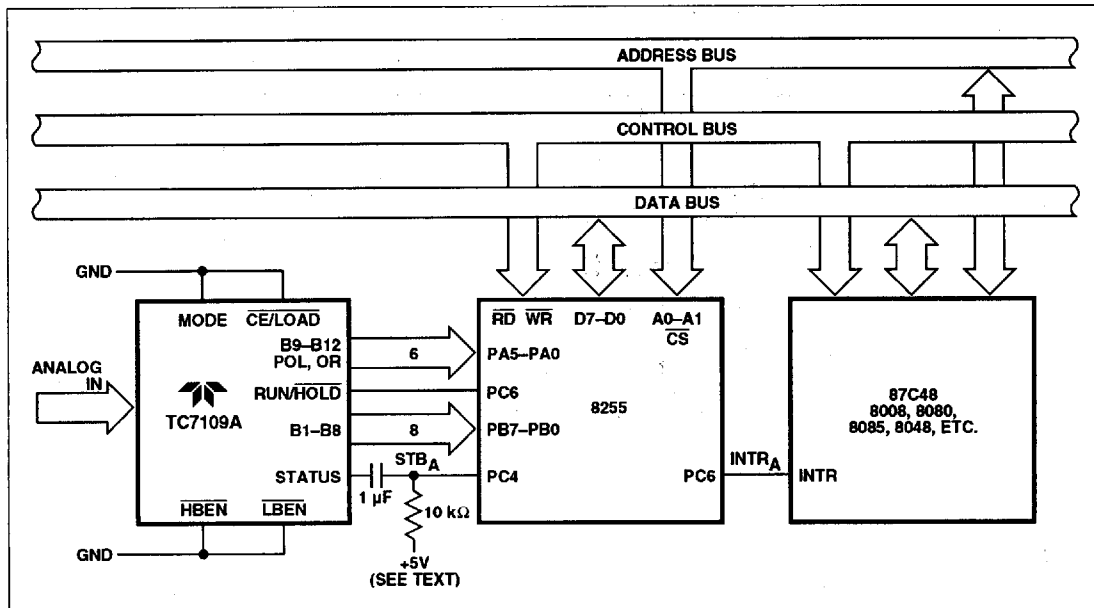 ADDRESS BUS
CONTROL BUS
DATA BUS
GND
MODE CE/LOAD
B9–B12
POL, OR
6
RUN/HOLD
B1–B8
8
STATUS
HBEN LBEN
GND
ANALOG
IN
TC7109A
1 µF
STBA
10 kΩ
+5V
(SEE TEXT)
RD WR D7–D0 A0–A1
CS
PA5–PA0
PC6
8255
PB7–PB0
PC4
PC6
INTRA
INTR
87C48
8008, 8080,
8085, 8048, ETC.